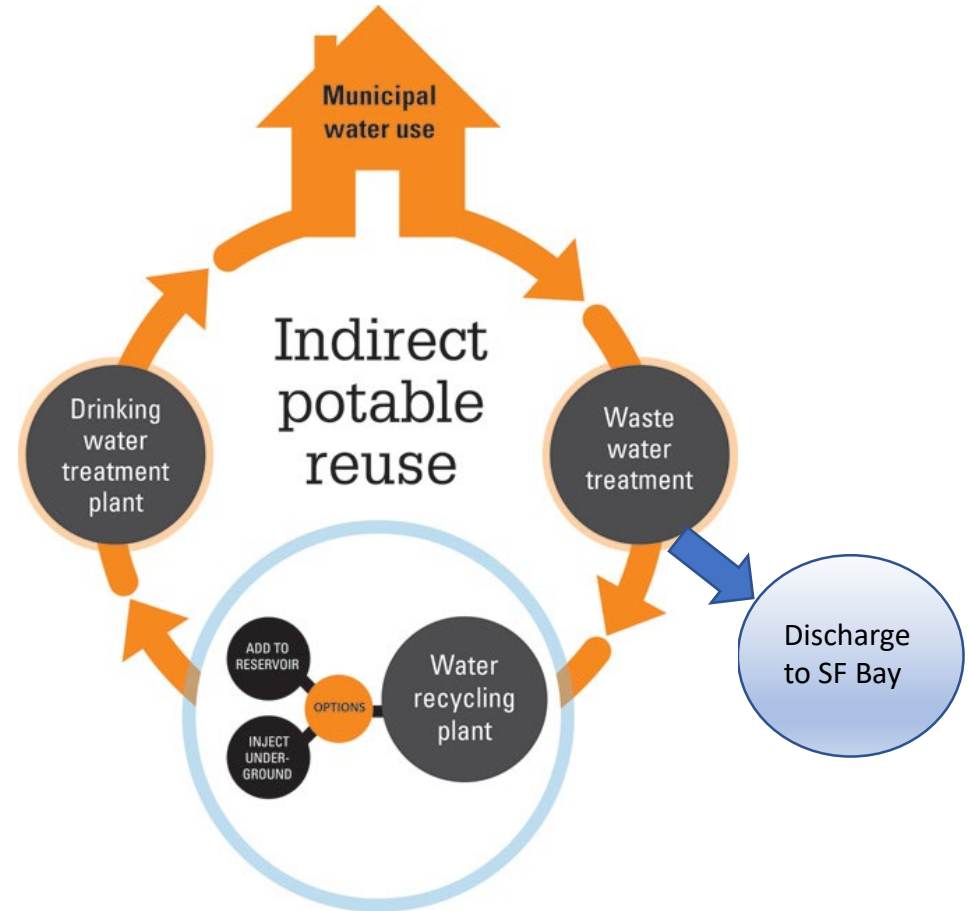 Municipal
water use
Indirect
potable
reuse
Drinking
water
treatment
plant
Waste
water
treatment
Discharge
to SF Bay
ADD TO
RESERVOIR
OPTIONS
INJECT
UNDER-
GROUND
Water
recycling
plant